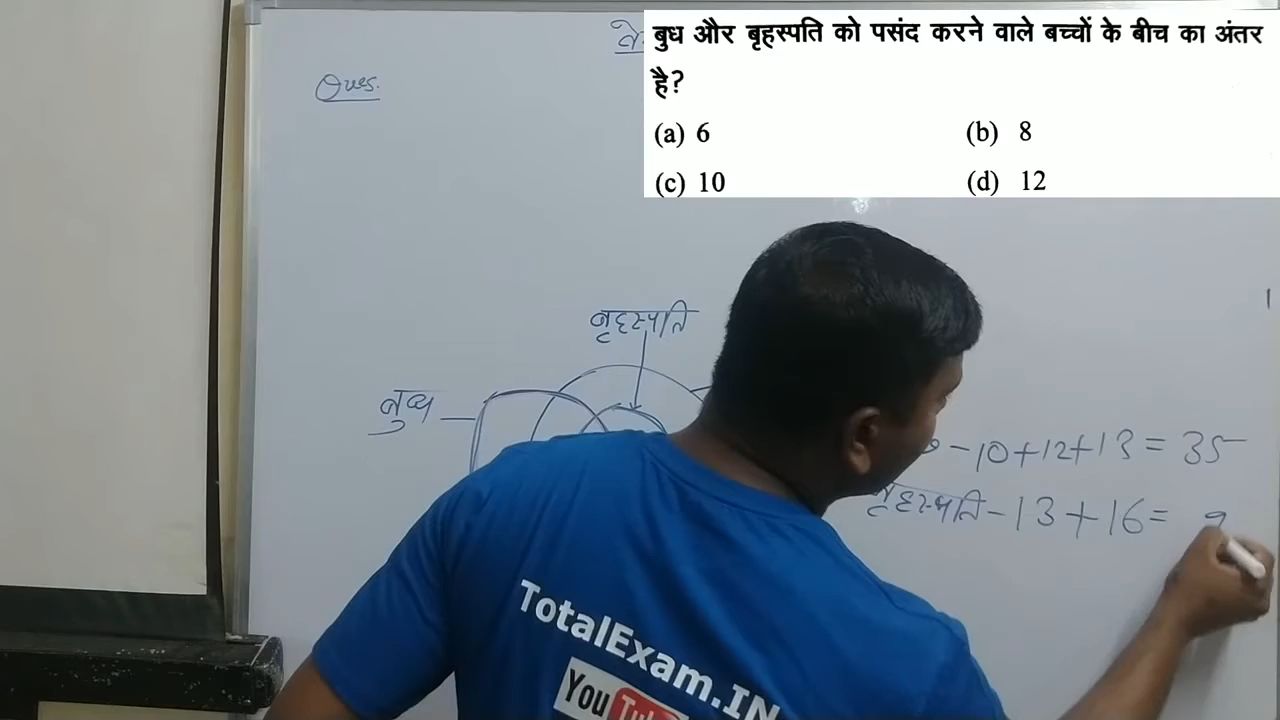 बुध और बृहस्पति को पसंद करने वाले बच्चों के बीच का अंतर
है?
(a) 6 (b) 8
(c) 10 (d) 12
Ques.
बृहस्पति
बुध
- 10 + 12 + 13 = 35
बृहस्पति - 13 + 16 =
TotalExam.IN
You